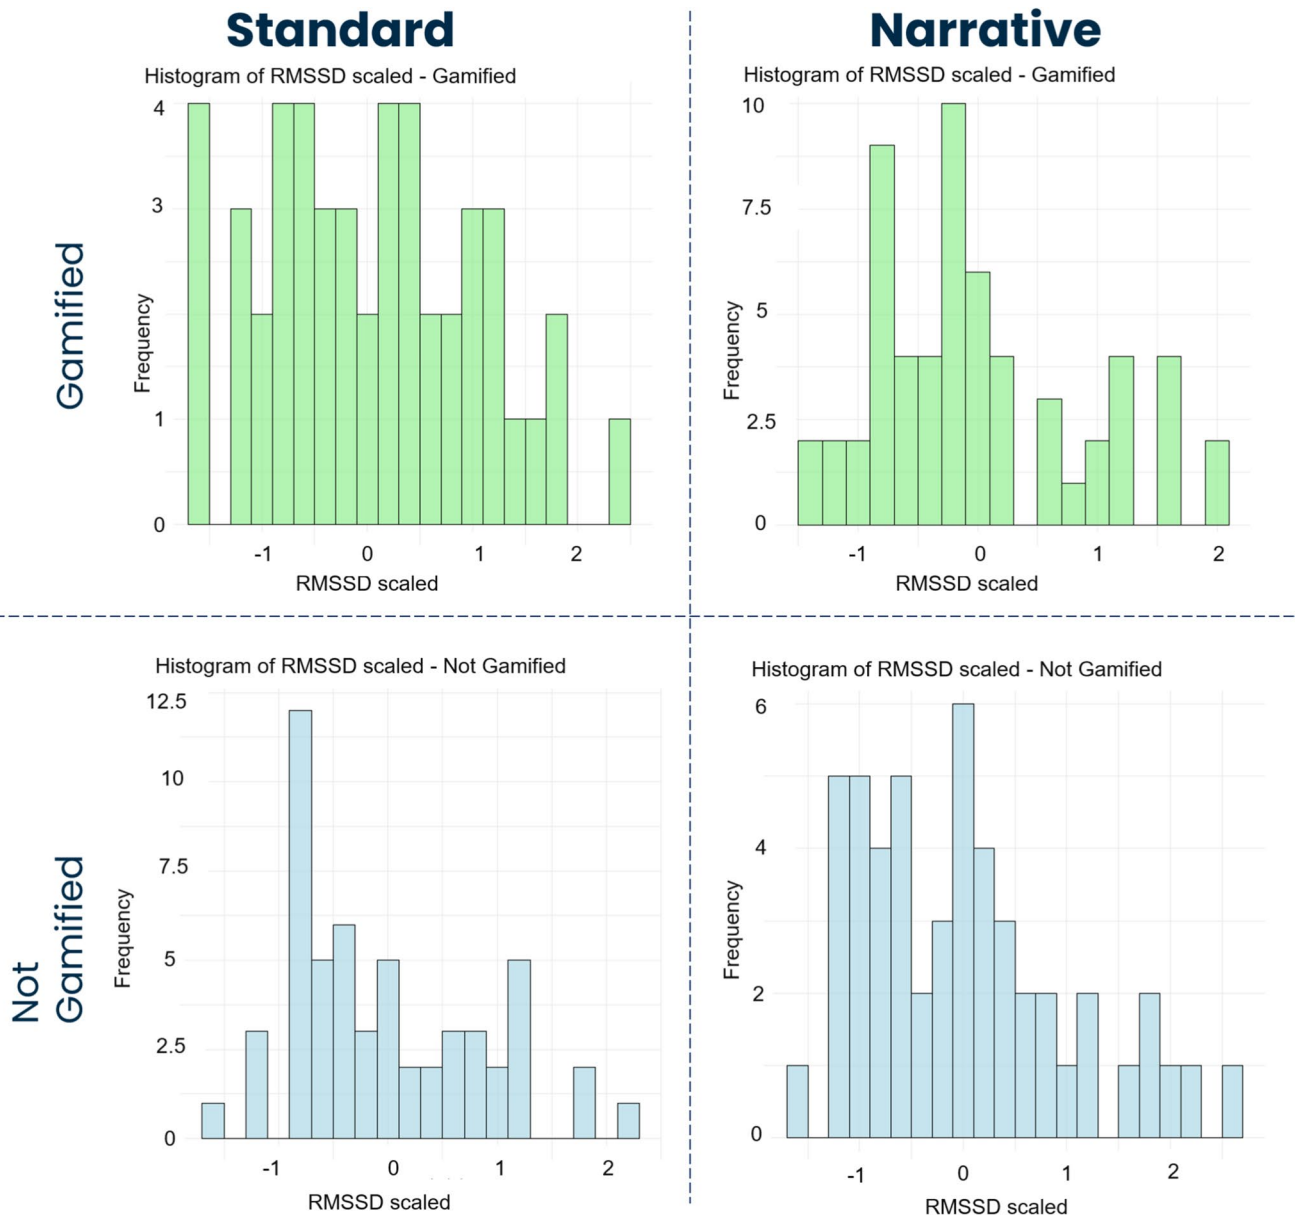 Standard
Narrative
Histogram of RMSSD scaled - Gamified
4
3
1
0
Frequency
-1
0
1
2
RMSSD scaled
Histogram of RMSSD scaled - Gamified
10
7.5
5
2.5
0
Frequency
-1
0
1
2
RMSSD scaled
Gamified
Histogram of RMSSD scaled - Not Gamified
12.5
10
7.5
5
2.5
0
Frequency
-1
0
1
2
RMSSD scaled
Histogram of RMSSD scaled - Not Gamified
6
4
2
0
Frequency
-1
0
1
2
RMSSD scaled
Not
Gamified